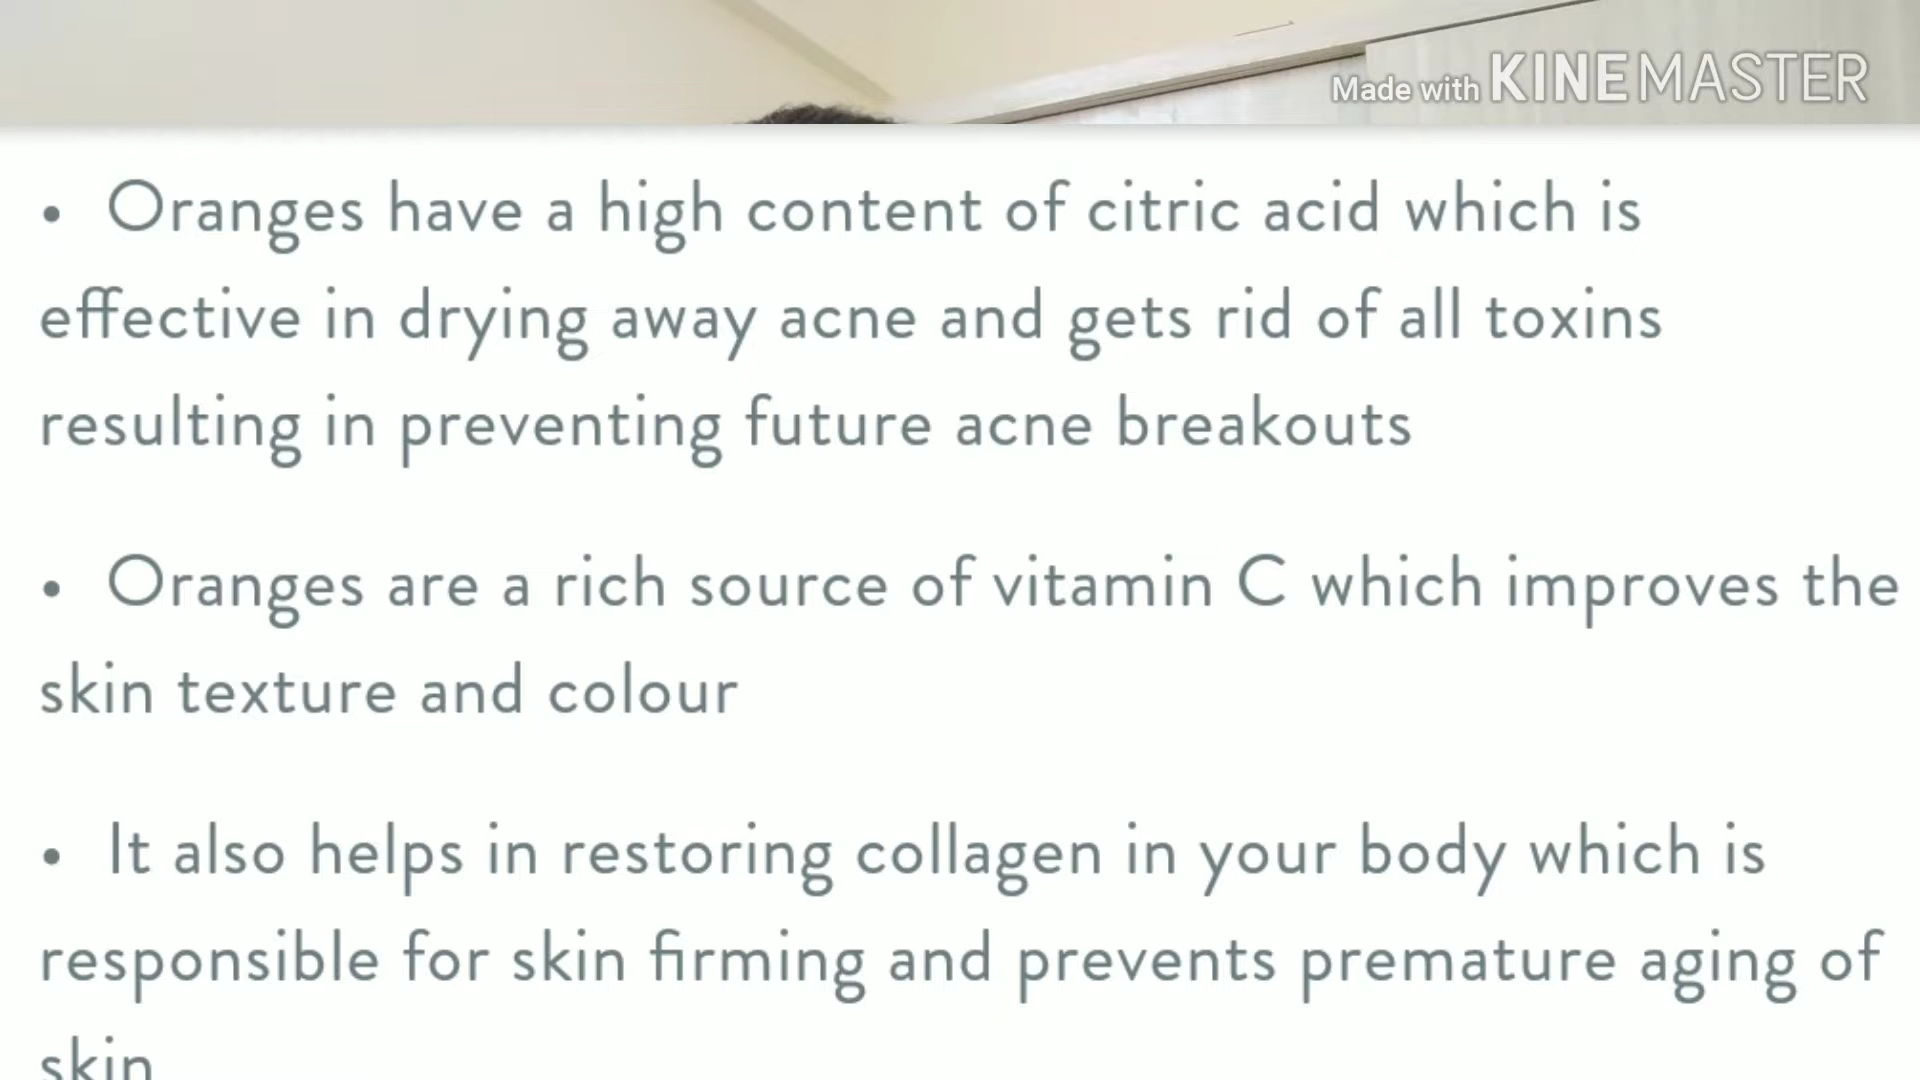 Made with KINEMASTER
• Oranges have a high content of citric acid which is
effective in drying away acne and gets rid of all toxins
resulting in preventing future acne breakouts
• Oranges are a rich source of vitamin C which improves the
skin texture and colour
• It also helps in restoring collagen in your body which is
responsible for skin firming and prevents premature aging of
skin